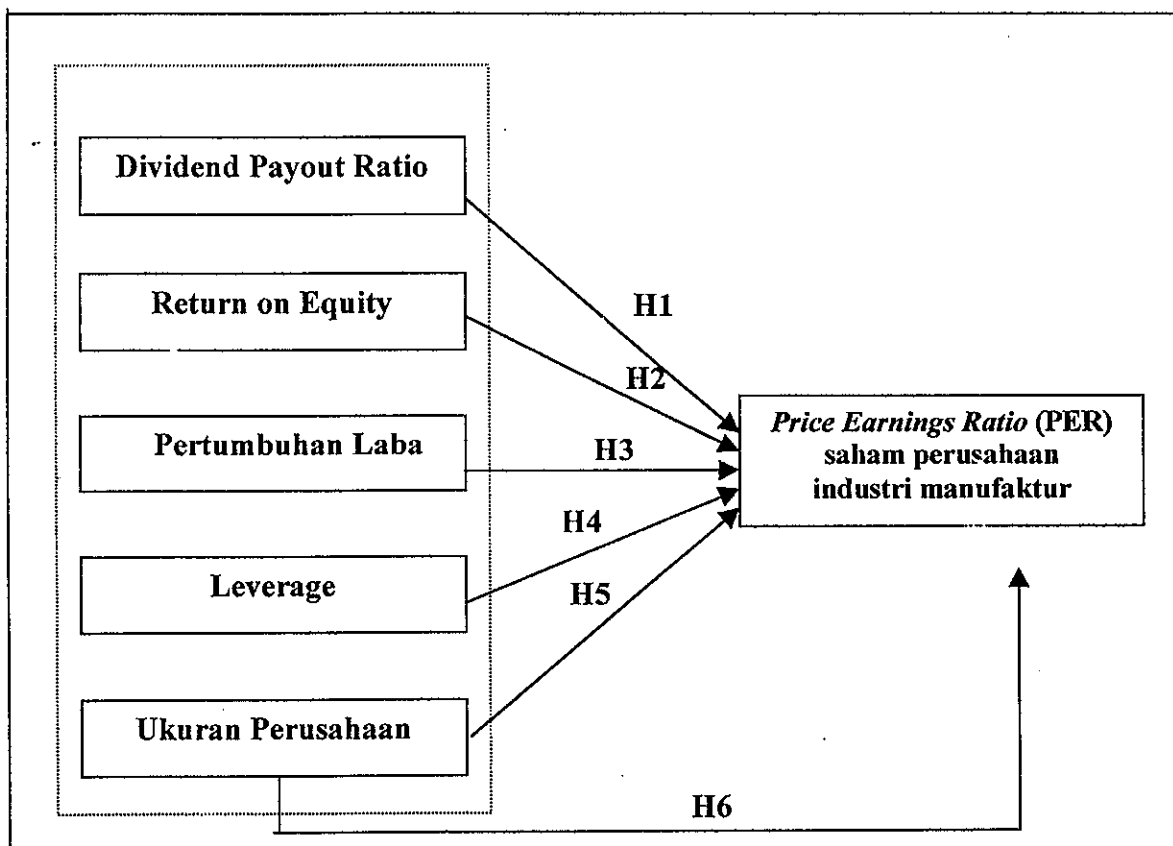 Dividend Payout Ratio
Return on Equity
Pertumbuhan Laba
Leverage
Ukuran Perusahaan
H1
H2
H3
H4
H5
H6
Price Earnings Ratio (PER)
saham perusahaan
industri manufaktur